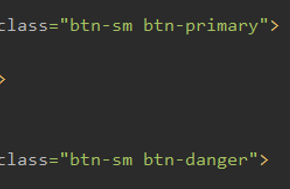 class="btn-sm btn-primary">
>
class="btn-sm btn-danger">